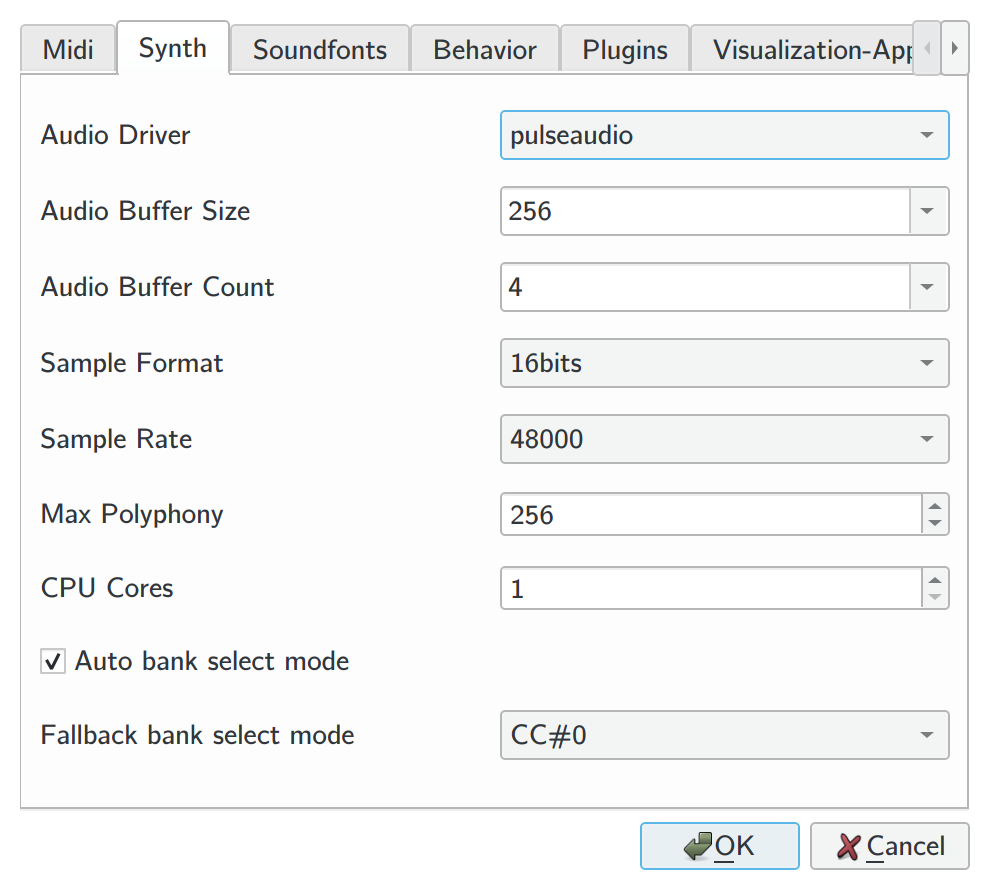 Midi Synth Soundfonts Behavior Plugins Visualization-App
Audio Driver pulseaudio
Audio Buffer Size 256
Audio Buffer Count 4
Sample Format 16bits
Sample Rate 48000
Max Polyphony 256
CPU Cores 1
Auto bank select mode
Fallback bank select mode CC#0
OK Cancel